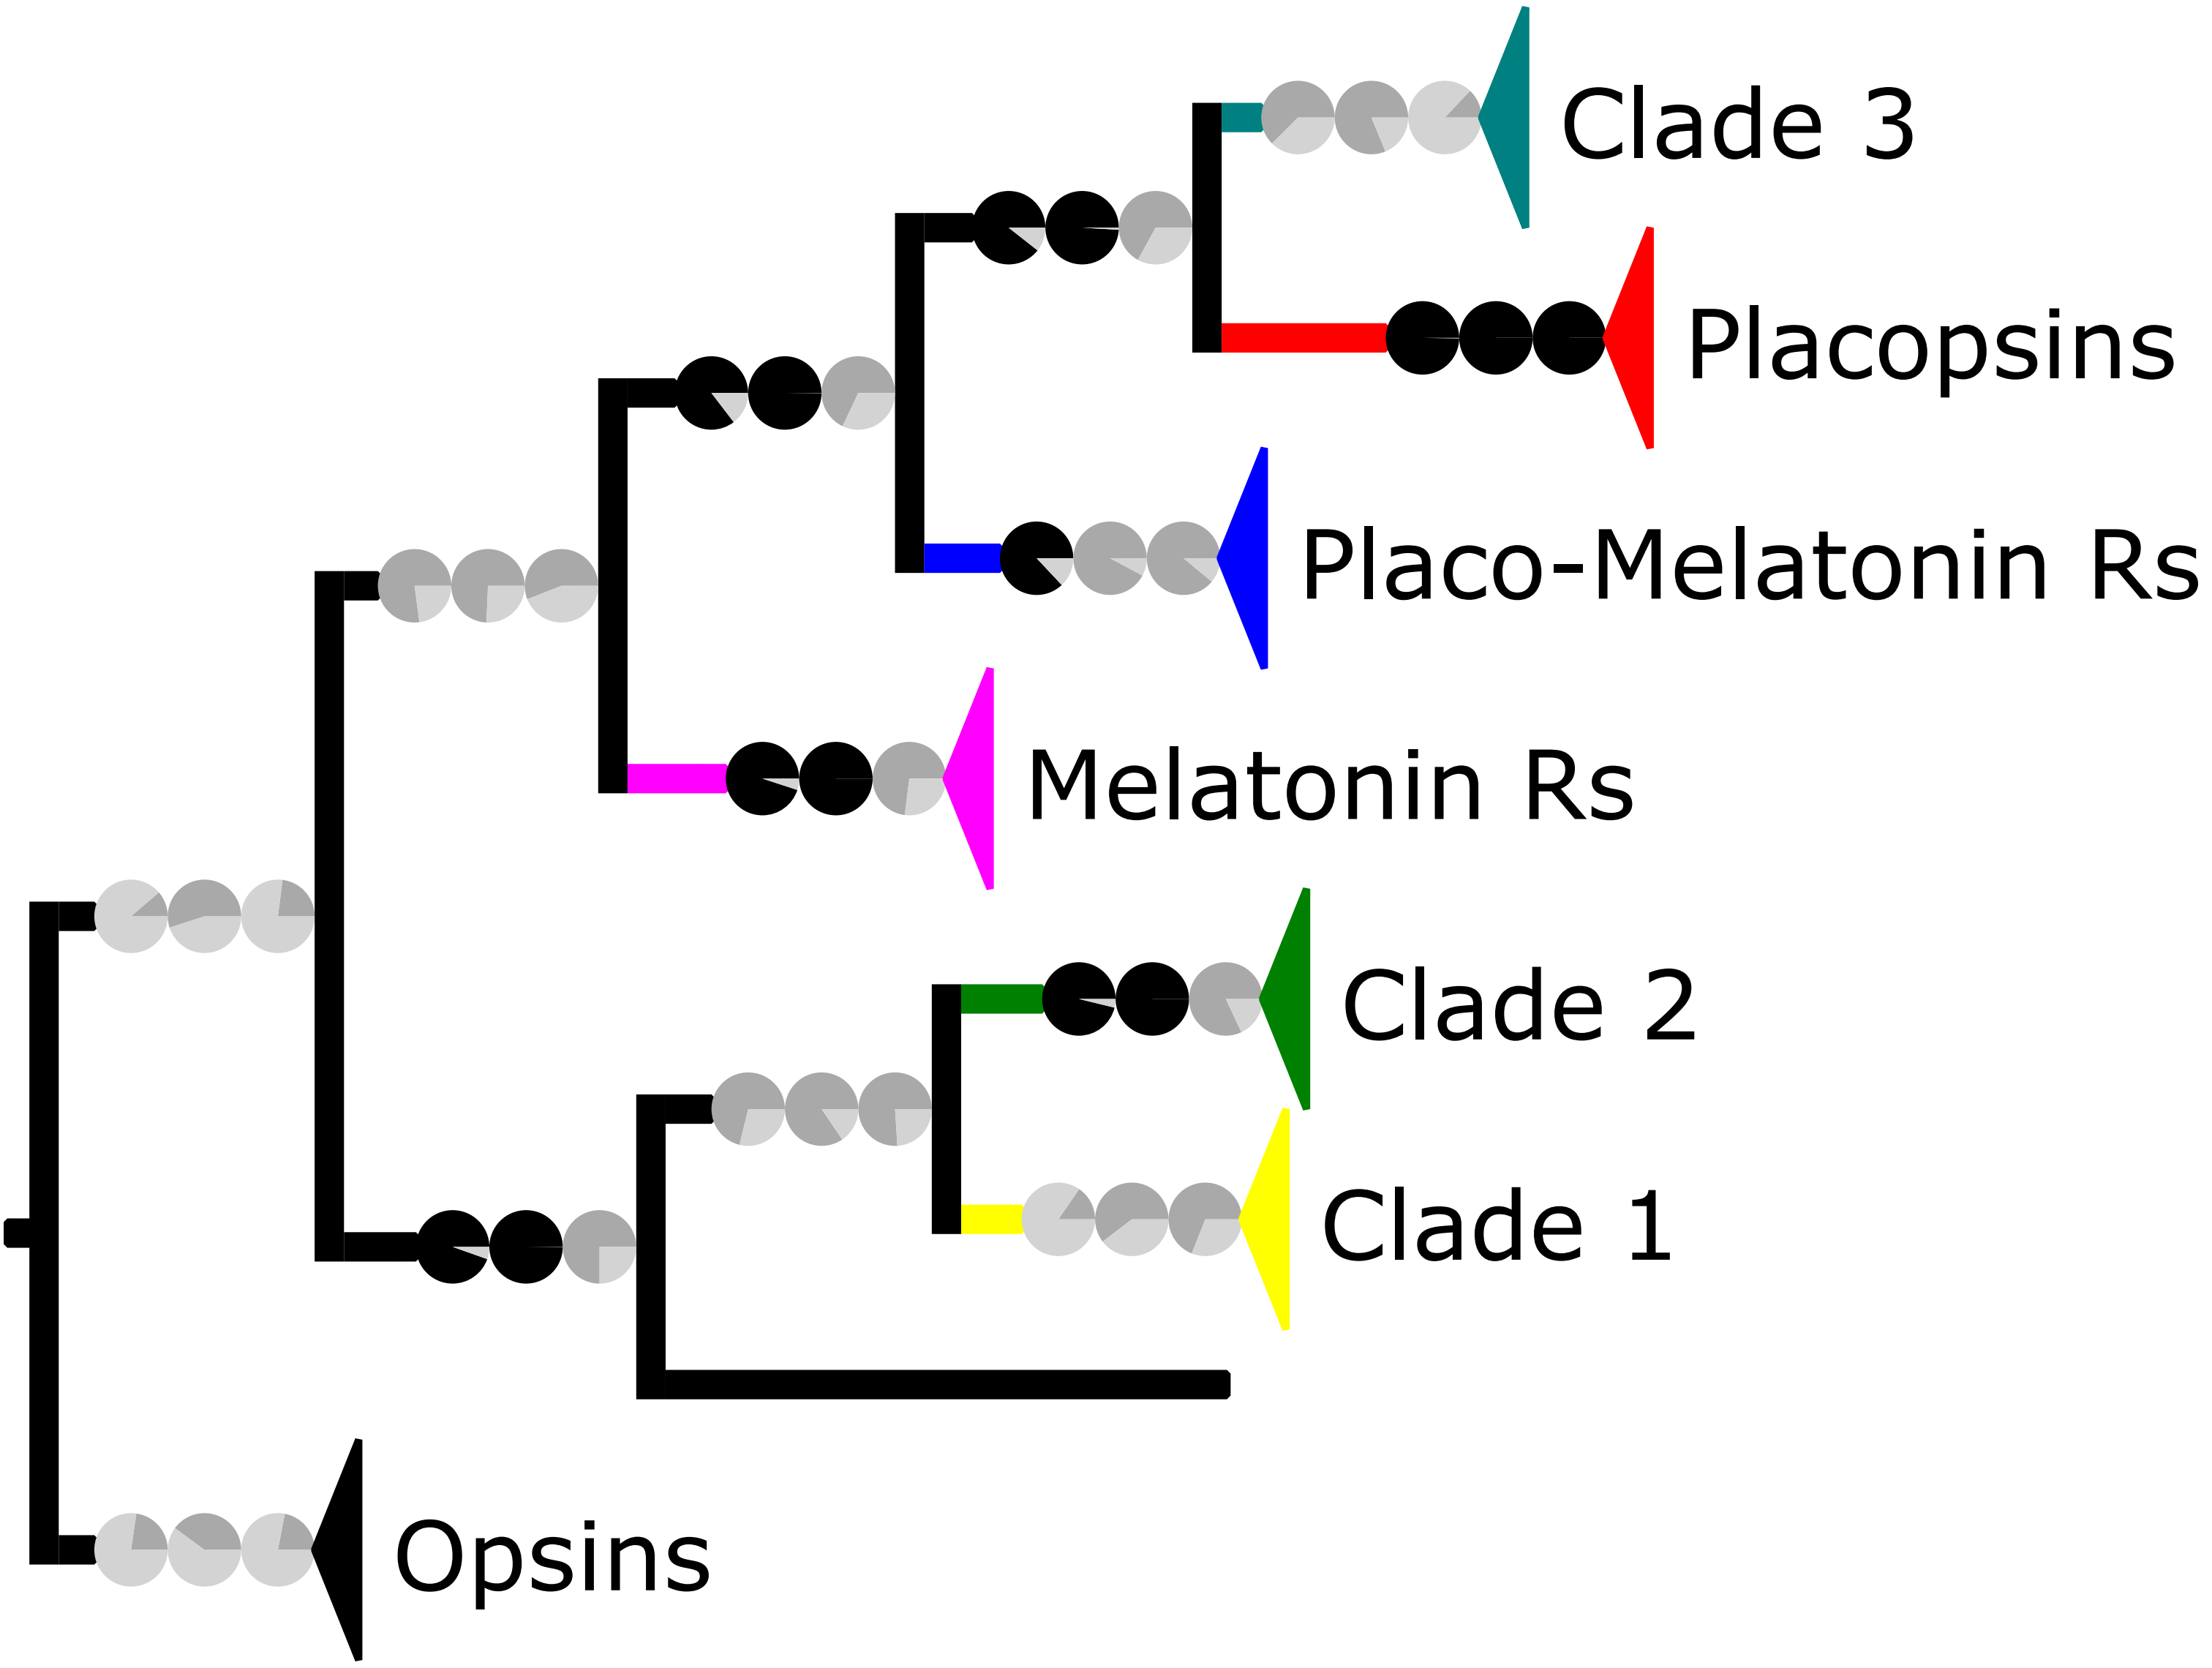 Clade 3
Placopsins
Placo-Melatonin Rs
Melatonin Rs
Clade 2
Clade 1
Opsins